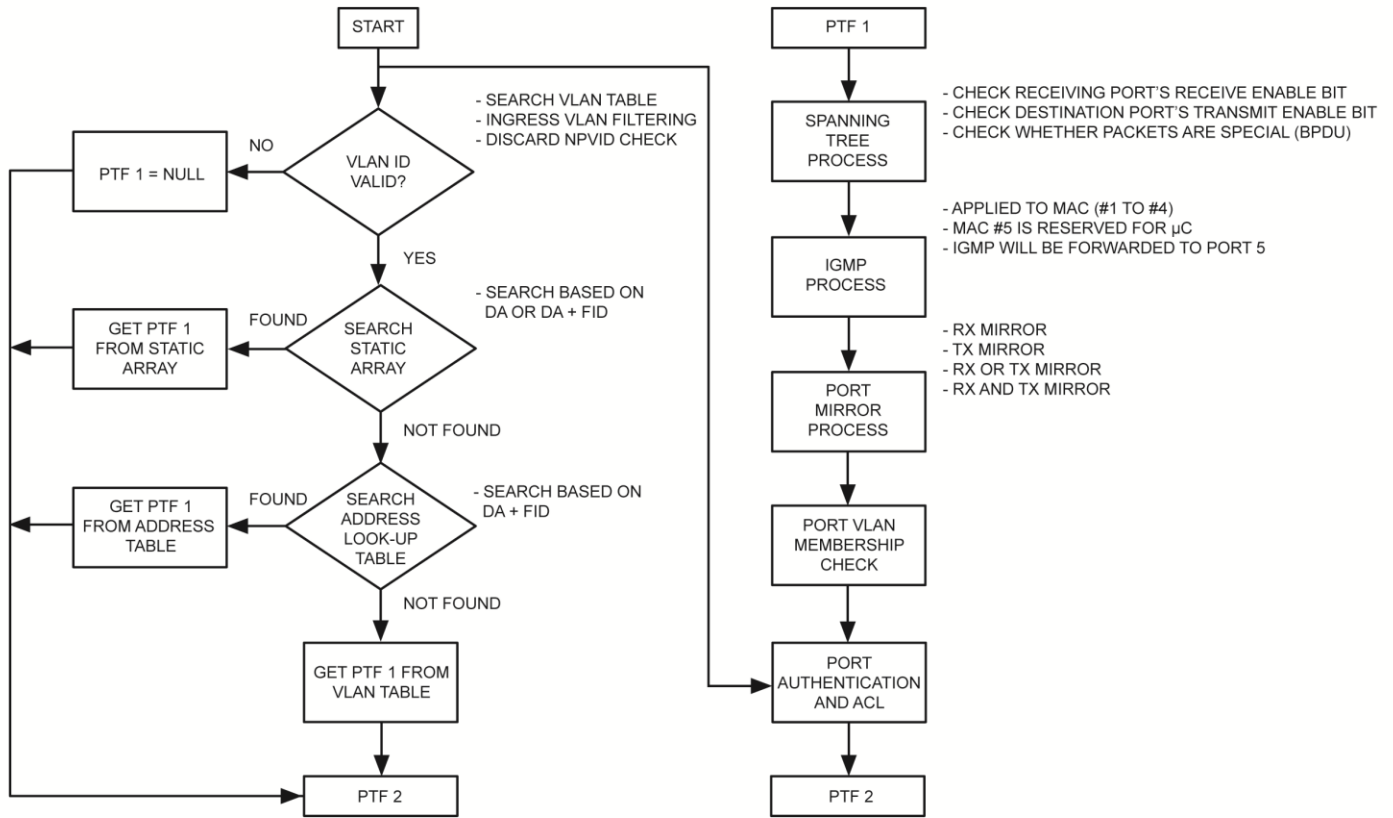 START
- SEARCH VLAN TABLE
- INGRESS VLAN FILTERING
- DISCARD NPVID CHECK
NO
VLAN ID
VALID?
PTF 1 = NULL
YES
- SEARCH BASED ON
DA OR DA + FID
FOUND
SEARCH
STATIC
ARRAY
GET PTF 1
FROM STATIC
ARRAY
NOT FOUND
- SEARCH BASED ON
DA + FID
FOUND
SEARCH
ADDRESS
LOOK-UP
TABLE
GET PTF 1
FROM ADDRESS
TABLE
NOT FOUND
GET PTF 1 FROM
VLAN TABLE
PTF 2
PTF 1
- CHECK RECEIVING PORT'S RECEIVE ENABLE BIT
- CHECK DESTINATION PORT'S TRANSMIT ENABLE BIT
- CHECK WHETHER PACKETS ARE SPECIAL (BPDU)
SPANNING
TREE
PROCESS
- APPLIED TO MAC (#1 TO #4)
- MAC #5 IS RESERVED FOR µC
- IGMP WILL BE FORWARDED TO PORT 5
IGMP
PROCESS
- RX MIRROR
- TX MIRROR
- RX OR TX MIRROR
- RX AND TX MIRROR
PORT
MIRROR
PROCESS
PORT VLAN
MEMBERSHIP
CHECK
PORT
AUTHENTICATION
AND ACL
PTF 2